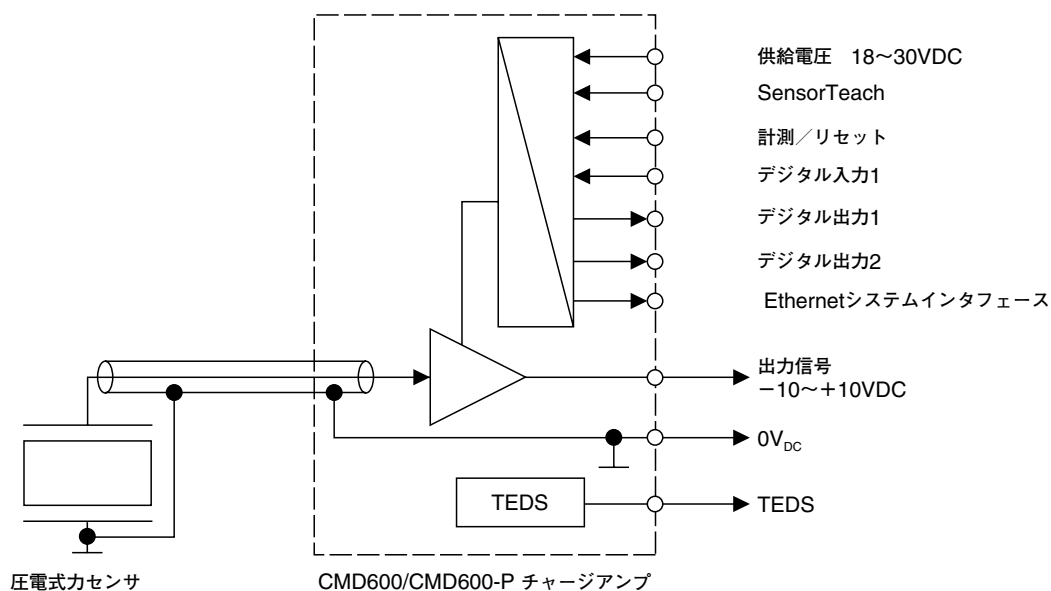 供給電圧　18～30VDC
SensorTeach
計測／リセット
デジタル入力1
デジタル出力1
デジタル出力2
Ethernetシステムインタフェース
出力信号
－10～＋10VDC
0VDC
TEDS
TEDS
圧電式力センサ
CMD600/CMD600-P チャージアンプ